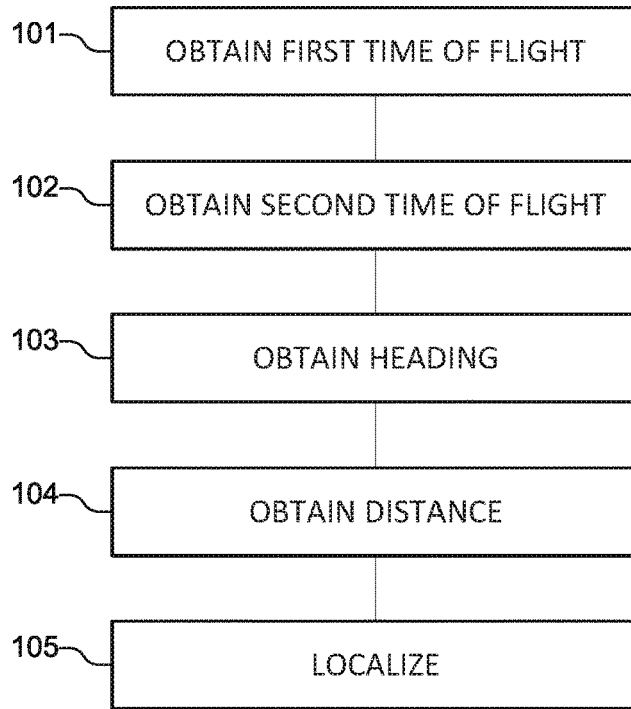 101 OBTAIN FIRST TIME OF FLIGHT
102 OBTAIN SECOND TIME OF FLIGHT
103 OBTAIN HEADING
104 OBTAIN DISTANCE
105 LOCALIZE